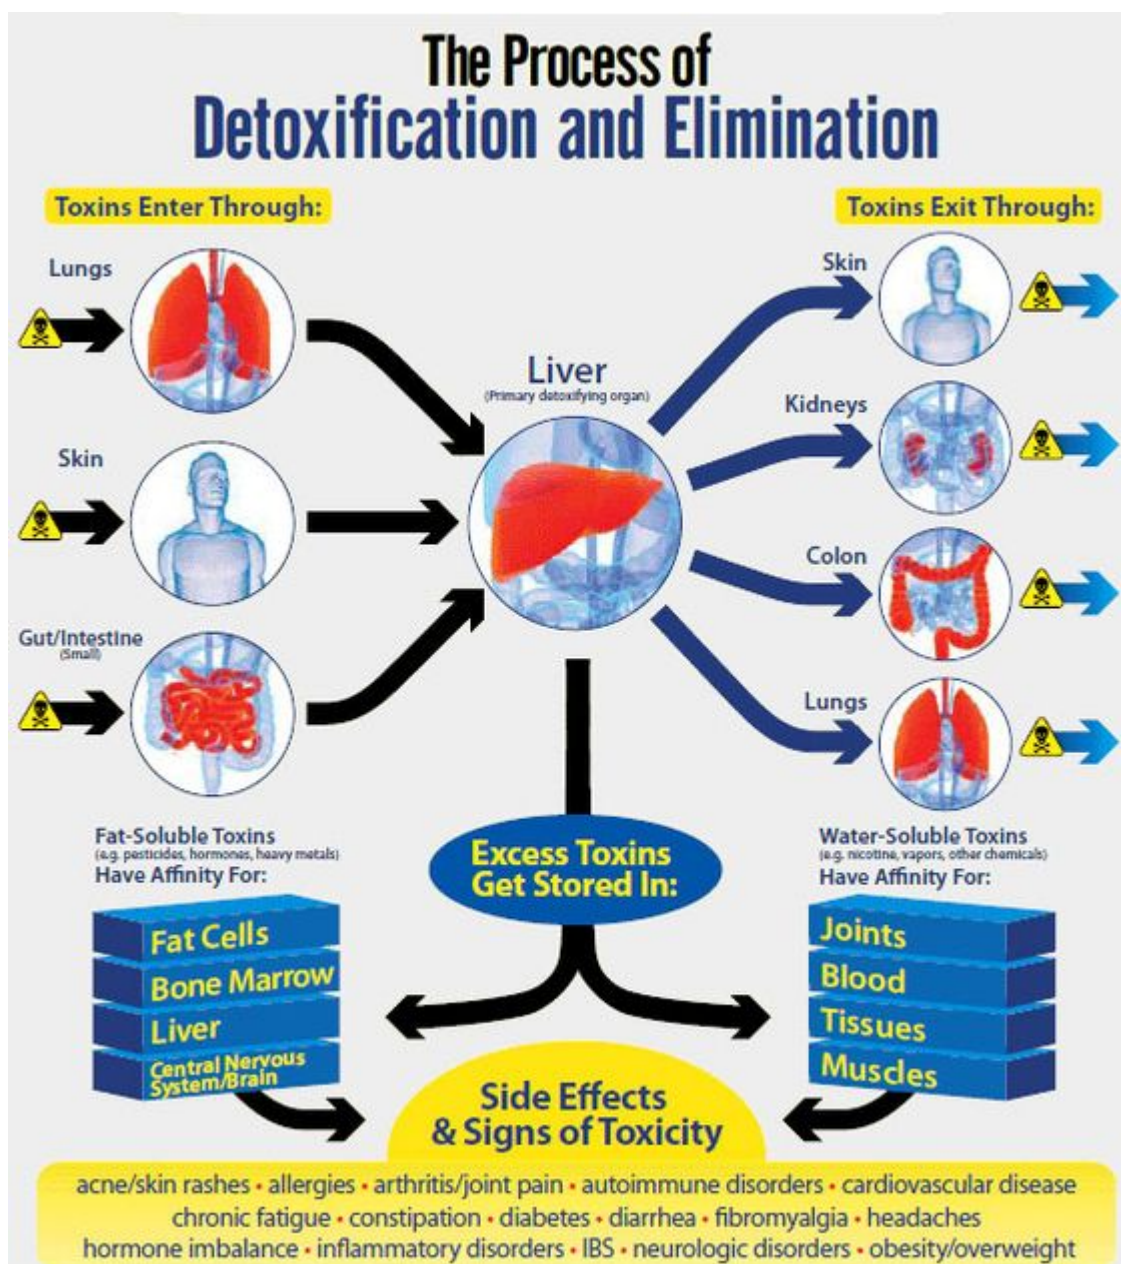 The Process of
Detoxification and Elimination
Toxins Enter Through:
Lungs
Skin
Gut/Intestine
(Small)
Liver
(Primary detoxifying organ)
Toxins Exit Through:
Skin
Kidneys
Colon
Lungs
Fat-Soluble Toxins
(e.g. pesticides, hormones, heavy metals)
Have Affinity For:
Fat Cells
Bone Marrow
Liver
Central Nervous
System/Brain
Excess Toxins
Get Stored In:
Water-Soluble Toxins
(e.g. nicotine, vapors, other chemicals)
Have Affinity For:
Joints
Blood
Tissues
Muscles
Side Effects
& Signs of Toxicity
acne/skin rashes • allergies • arthritis/joint pain • autoimmune disorders • cardiovascular disease
chronic fatigue • constipation • diabetes • diarrhea • fibromyalgia • headaches
hormone imbalance • inflammatory disorders • IBS • neurologic disorders • obesity/overweight